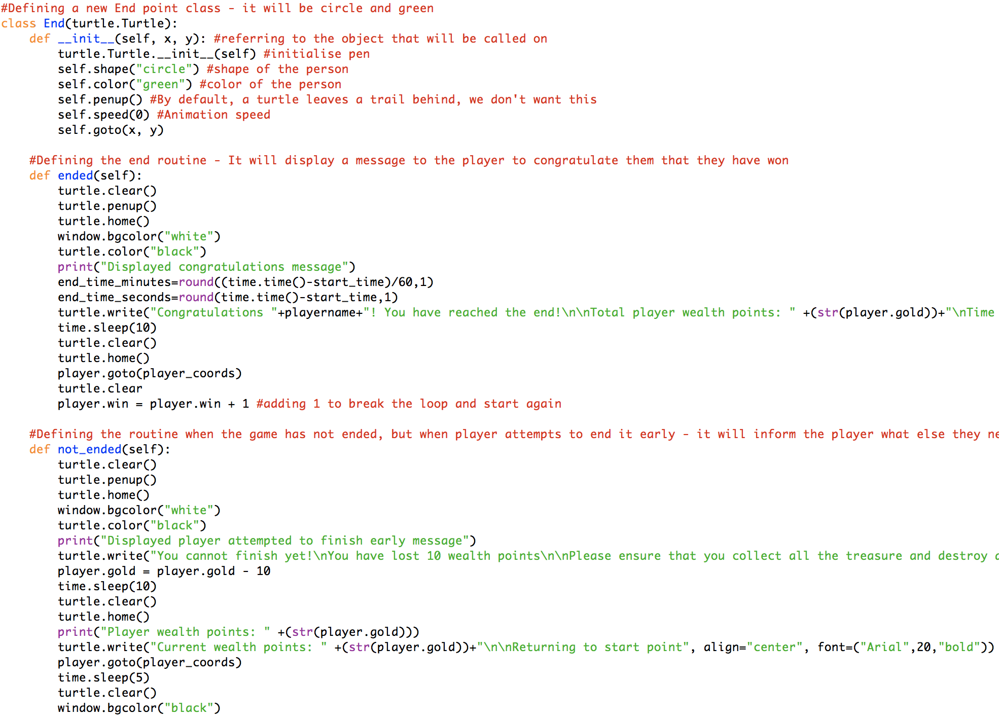 #Defining a new End point class - it will be circle and green
class End(turtle.Turtle):
    def __init__(self, x, y): #referring to the object that will be called on
        turtle.Turtle.__init__(self) #initialise pen
        self.shape("circle") #shape of the person
        self.color("green") #color of the person
        self.penup() #By default, a turtle leaves a trail behind, we don't want this
        self.speed(0) #Animation speed
        self.goto(x, y)

    #Defining the end routine - It will display a message to the player to congratulate them that they have won
    def ended(self):
        turtle.clear()
        turtle.penup()
        turtle.home()
        window.bgcolor("white")
        turtle.color("black")
        print("Displayed congratulations message")
        end_time_minutes=round((time.time()-start_time)/60,1)
        end_time_seconds=round(time.time()-start_time,1)
        turtle.write("Congratulations "+playername+"! You have reached the end!\n\nTotal player wealth points: " +(str(player.gold))+"\nTime
        time.sleep(10)
        turtle.clear()
        turtle.home()
        player.goto(player_coords)
        turtle.clear
        player.win = player.win + 1 #adding 1 to break the loop and start again

    #Defining the routine when the game has not ended, but when player attempts to end it early - it will inform the player what else they
    def not_ended(self):
        turtle.clear()
        turtle.penup()
        turtle.home()
        window.bgcolor("white")
        turtle.color("black")
        print("Displayed player attempted to finish early message")
        turtle.write("You cannot finish yet!\nYou have lost 10 wealth points\n\nPlease ensure that you collect all the treasure and destroy
        player.gold = player.gold - 10
        time.sleep(10)
        turtle.clear()
        turtle.home()
        print("Player wealth points: " +(str(player.gold)))
        turtle.write("Current wealth points: " +(str(player.gold))+"\n\nReturning to start point", align="center", font=("Arial",20,"bold"))
        player.goto(player_coords)
        time.sleep(5)
        turtle.clear()
        window.bgcolor("black")